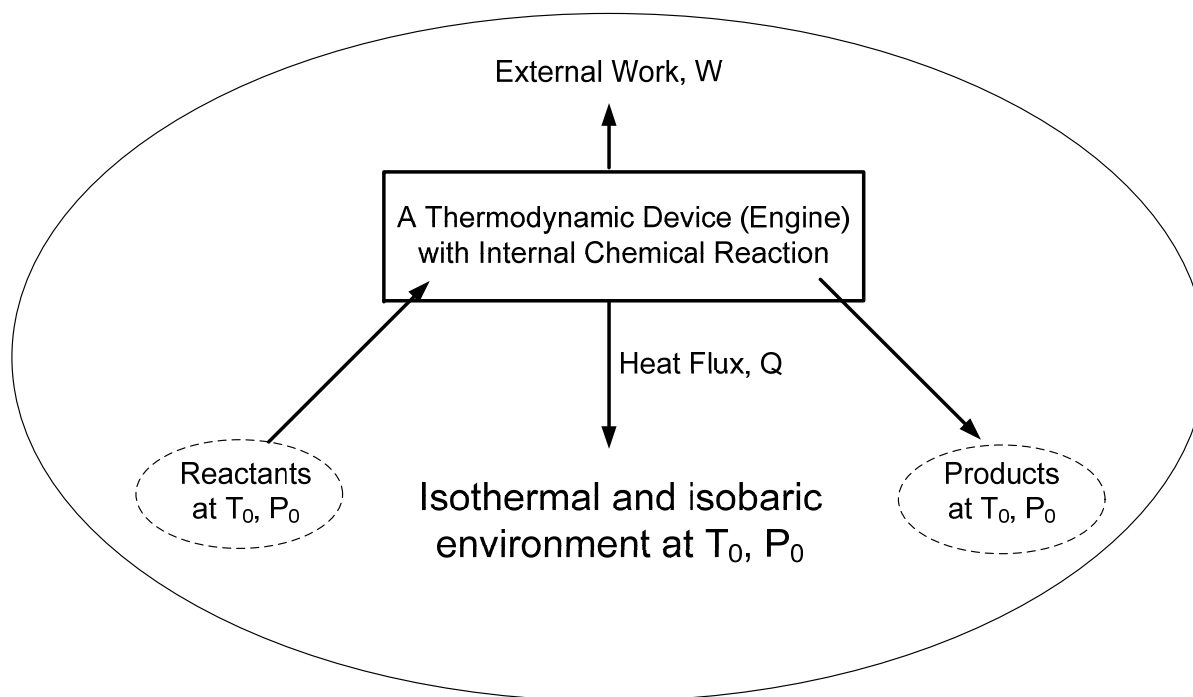 External Work, W
A Thermodynamic Device (Engine)
with Internal Chemical Reaction
Heat Flux, Q
Reactants
at T₀, P₀
Isothermal and isobaric
environment at T₀, P₀
Products
at T₀, P₀